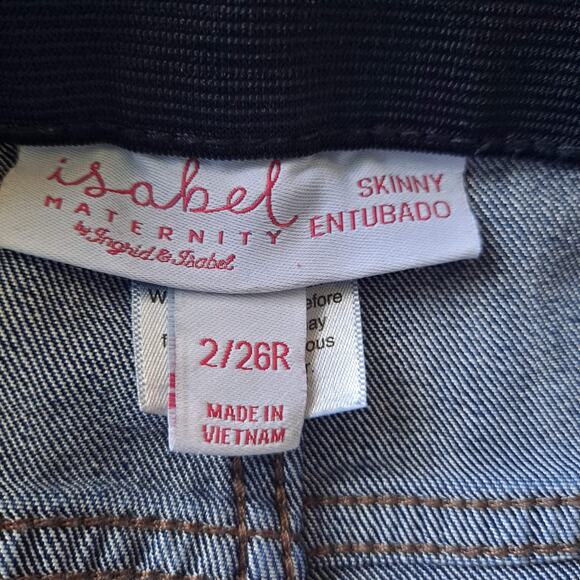 isabel
MATERNITY
by Ingrid & Isabel
SKINNY
ENTUBADO
2/26R
MADE IN
VIETNAM